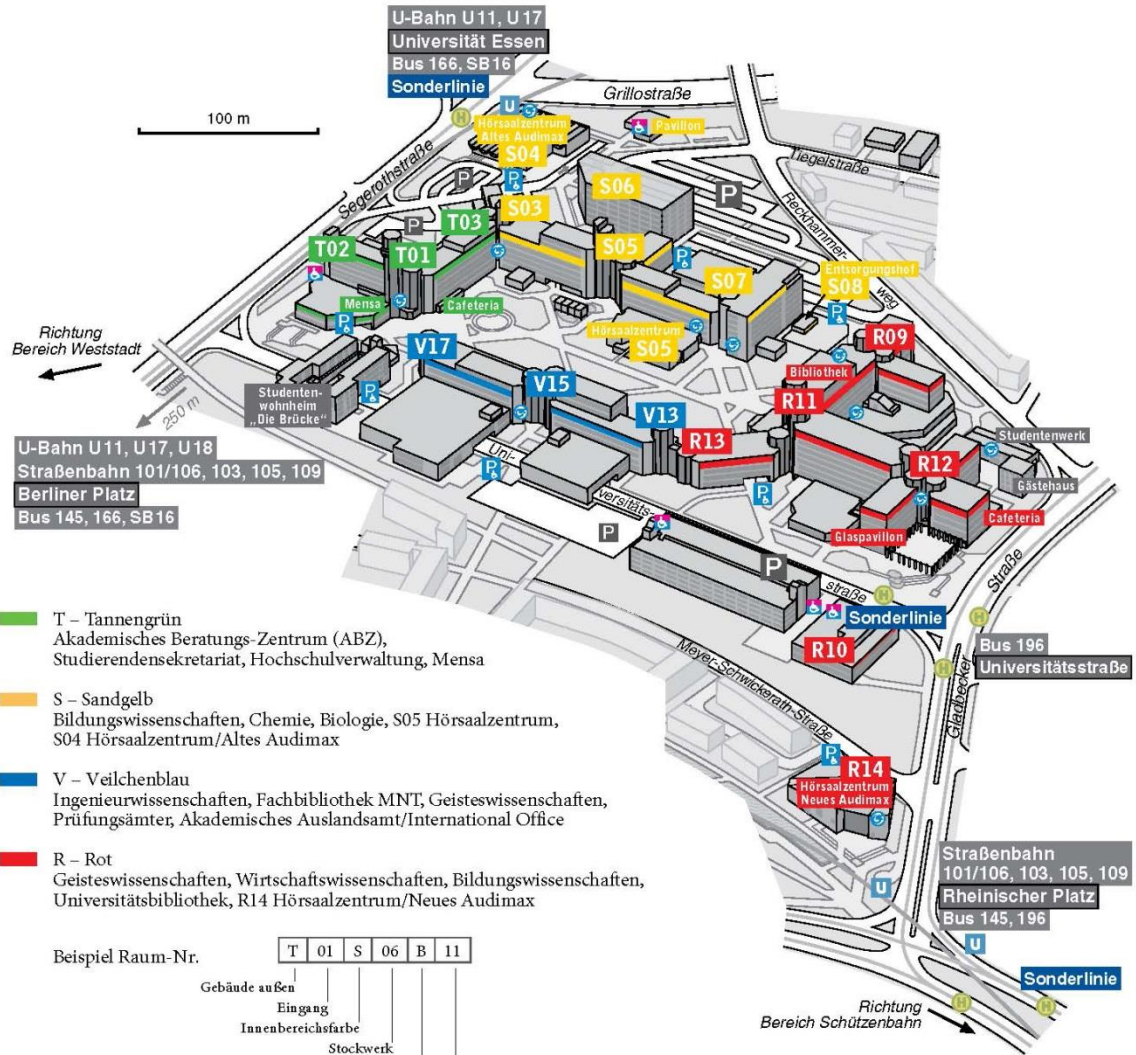 U-Bahn U11, U17
Universität Essen
Bus 166, SB16
Sonderlinie
100 m
Grillostraße
U
H
Hörsaalzentrum
Altes Audimax
S04
Pavillon
Tiegelstraße
Segerothstraße
P
P
S06
P
Reckhammer-
weg
S03
T03
P
T02
T01
S05
P
S07
Entsorgungshof
S08
P
Mensa
Cafeteria
P
Hörsaalzentrum
S05
R09
Richtung
Bereich Weststadt
V17
Bibliothek
Studenten-
wohnheim
„Die Brücke“
P
V15
R11
250 m
V13
R13
Studentenwerk
U-Bahn U11, U17, U18
Straßenbahn 101/106, 103, 105, 109
Berliner Platz
Bus 145, 166, SB16
Uni-
versitäts-
straße
P
P
R12
Gästehaus
Cafeteria
Glaspavillon
P
P
H
Sonderlinie
Straße
H
R10
Bus 196
Universitätsstraße
H
Gladbecker
Meyer-Schwickerath-Straße
P
R14
Hörsaalzentrum
Neues Audimax
T – Tannengrün
Akademisches Beratungs-Zentrum (ABZ),
Studierendensekretariat, Hochschulverwaltung, Mensa
S – Sandgelb
Bildungswissenschaften, Chemie, Biologie, S05 Hörsaalzentrum,
S04 Hörsaalzentrum/Altes Audimax
V – Veilchenblau
Ingenieurwissenschaften, Fachbibliothek MNT, Geisteswissenschaften,
Prüfungsämter, Akademisches Auslandsamt/International Office
R – Rot
Geisteswissenschaften, Wirtschaftswissenschaften, Bildungswissenschaften,
Universitätsbibliothek, R14 Hörsaalzentrum/Neues Audimax
Straßenbahn
101/106, 103, 105, 109
Rheinischer Platz
Bus 145, 196
U
U
Sonderlinie
H
H
Richtung
Bereich Schützenbahn
Beispiel Raum-Nr.
T 01 S 06 B 11
Gebäude außen
Eingang
Innenbereichsfarbe
Stockwerk